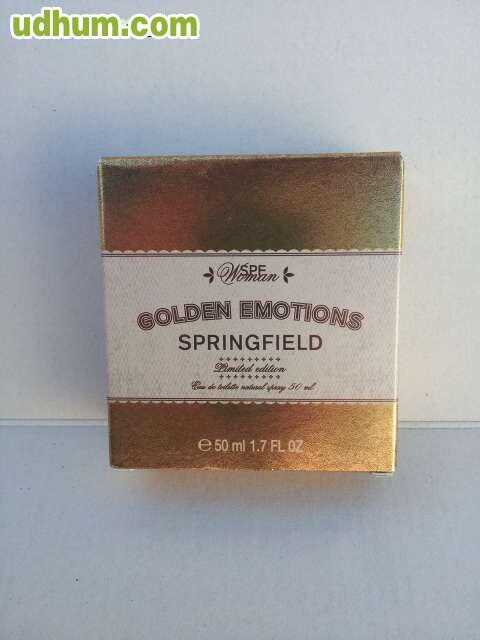 udhum.com
SPF
Woman
GOLDEN EMOTIONS
SPRINGFIELD
Limited edition
Eau de toilette natural spray 50 ml.
℮ 50 ml 1.7 FL OZ